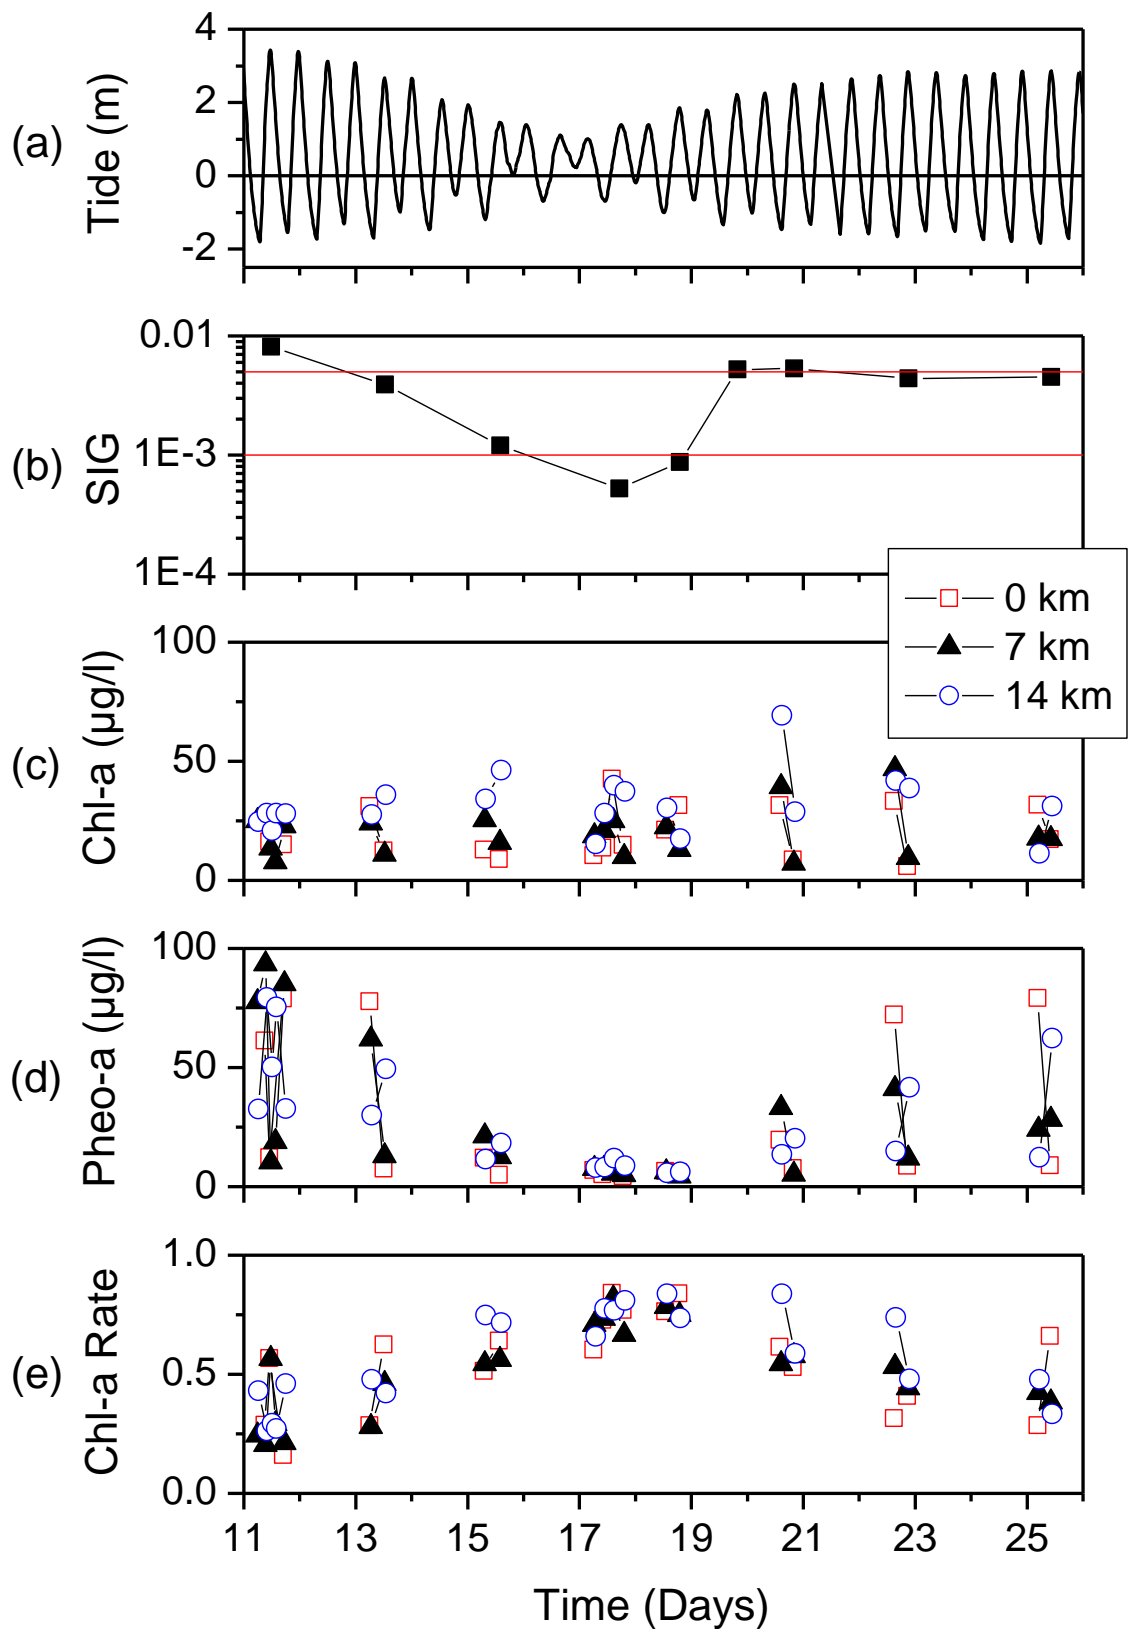 4
2
0
-2
(a)
Tide (m)
0.01
1E-3
1E-4
(b)
SIG
0 km
7 km
14 km
100
50
0
(c)
Chl-a (µg/l)
100
50
0
(d)
Pheo-a (µg/l)
1.0
0.5
0.0
(e)
Chl-a Rate
11 13 15 17 19 21 23 25
Time (Days)